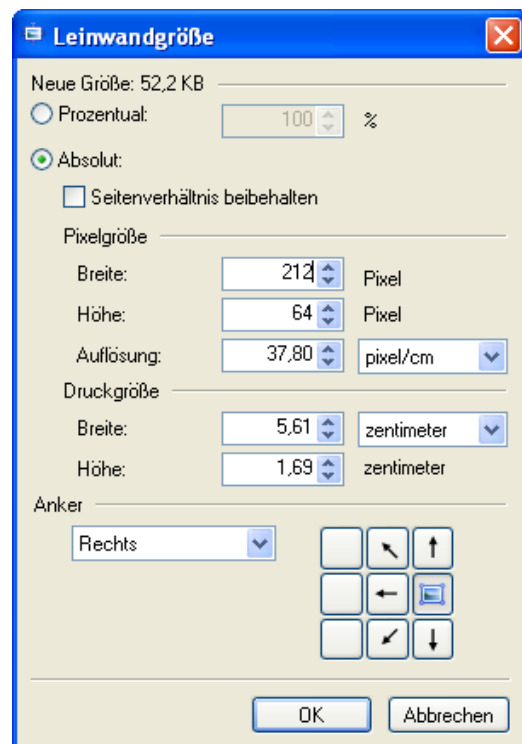 Leinwandgröße
Neue Größe: 52,2 KB
Prozentual: 100 %
Absolut:
Seitenverhältnis beibehalten
Pixelgröße
Breite: 212 Pixel
Höhe: 64 Pixel
Auflösung: 37,80 pixel/cm
Druckgröße
Breite: 5,61 zentimeter
Höhe: 1,69 zentimeter
Anker
Rechts
OK Abbrechen